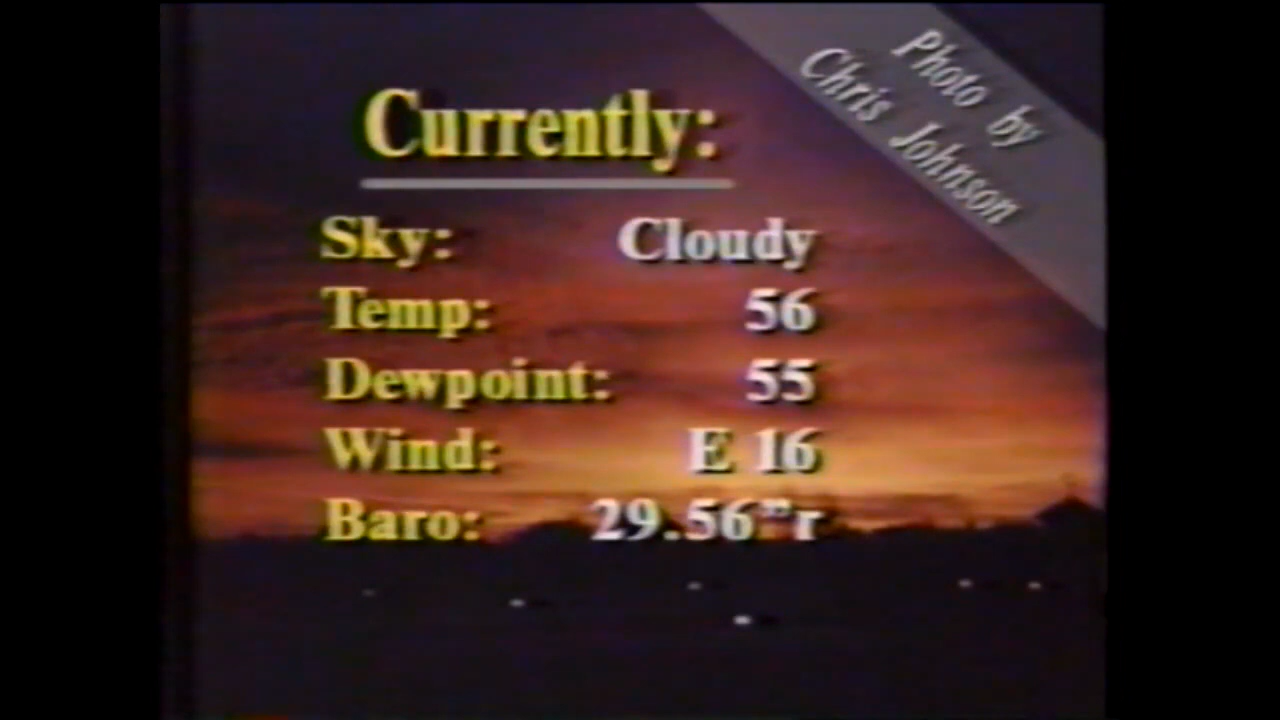 Photo by
Chris Johnson
Currently:
Sky: Cloudy
Temp: 56
Dewpoint: 55
Wind: E 16
Baro: 29.56"r